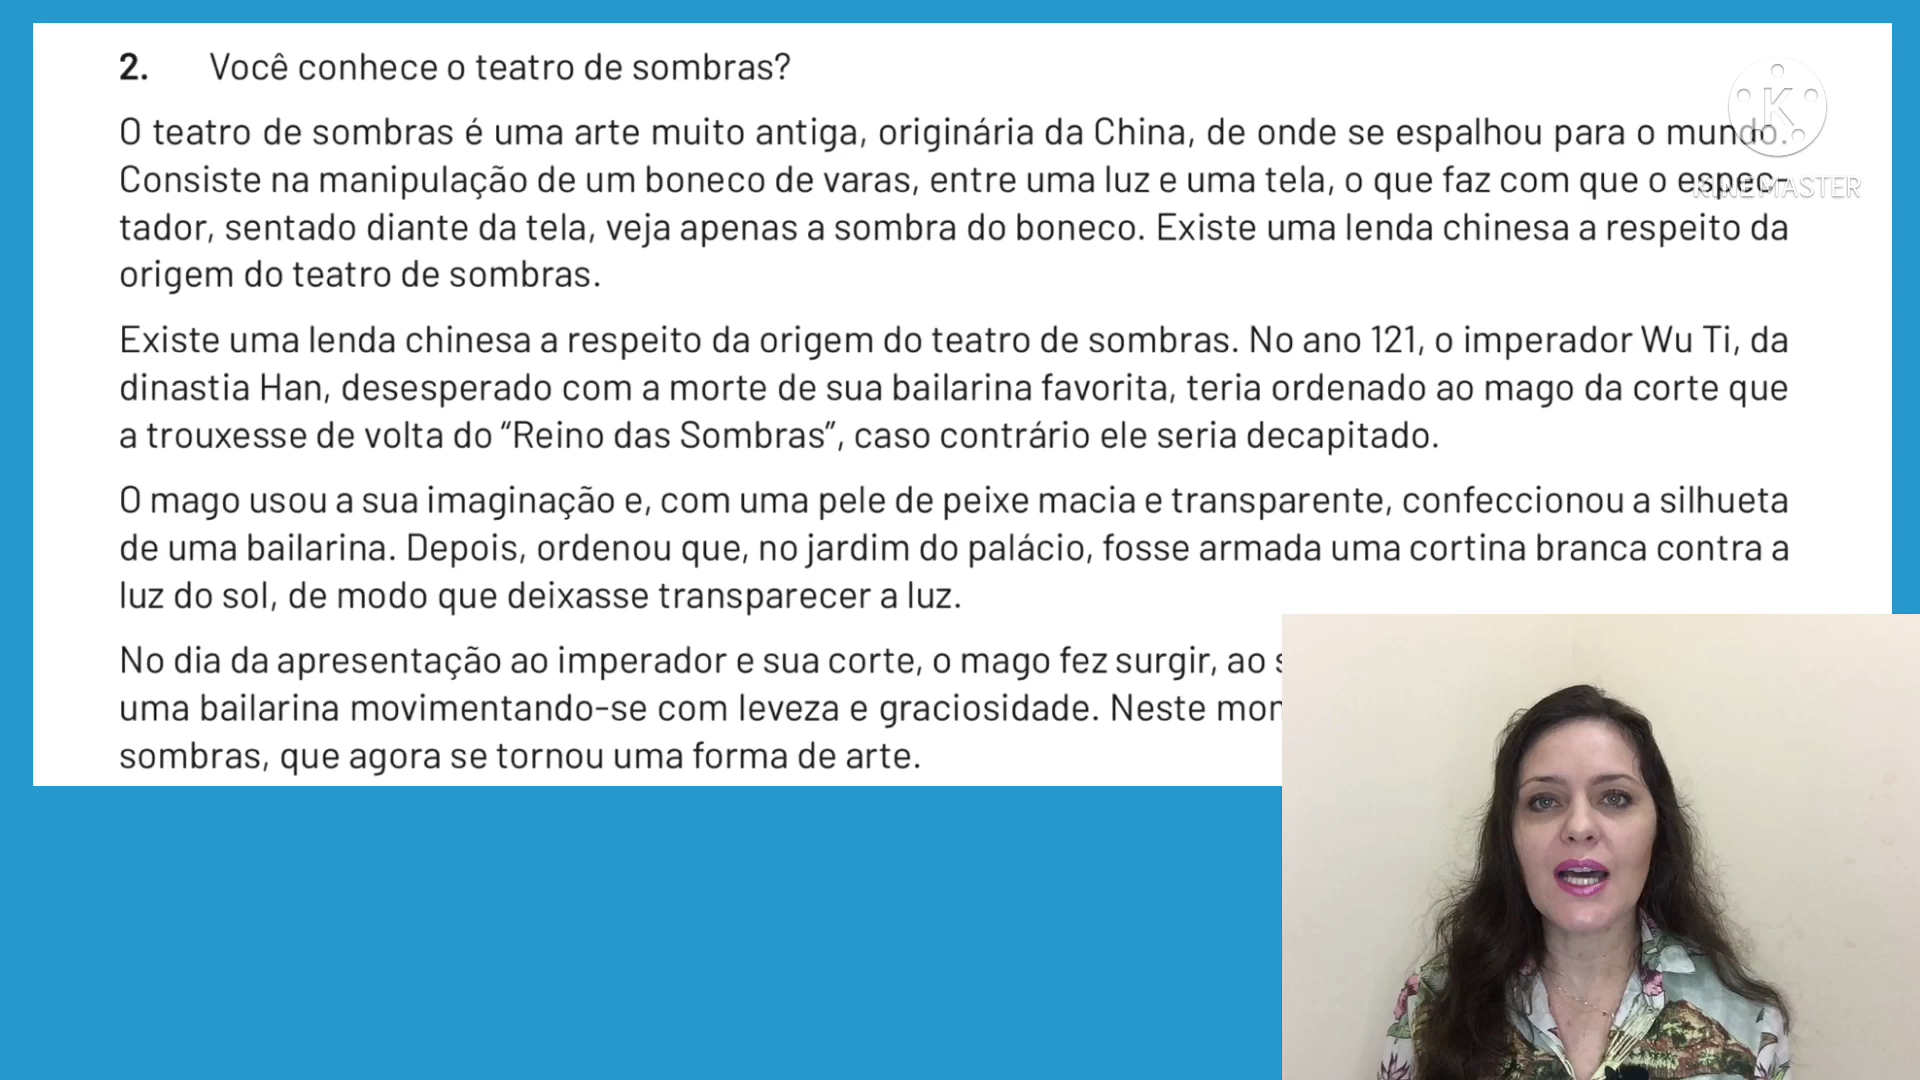 2. Você conhece o teatro de sombras?
O teatro de sombras é uma arte muito antiga, originária da China, de onde se espalhou para o mundo.
Consiste na manipulação de um boneco de varas, entre uma luz e uma tela, o que faz com que o espec-
tador, sentado diante da tela, veja apenas a sombra do boneco. Existe uma lenda chinesa a respeito da
origem do teatro de sombras.
Existe uma lenda chinesa a respeito da origem do teatro de sombras. No ano 121, o imperador Wu Ti, da
dinastia Han, desesperado com a morte de sua bailarina favorita, teria ordenado ao mago da corte que
a trouxesse de volta do “Reino das Sombras”, caso contrário ele seria decapitado.
O mago usou a sua imaginação e, com uma pele de peixe macia e transparente, confeccionou a silhueta
de uma bailarina. Depois, ordenou que, no jardim do palácio, fosse armada uma cortina branca contra a
luz do sol, de modo que deixasse transparecer a luz.
No dia da apresentação ao imperador e sua corte, o mago fez surgir, ao
uma bailarina movimentando-se com leveza e graciosidade. Neste
sombras, que agora se tornou uma forma de arte.
K
KINEMASTER